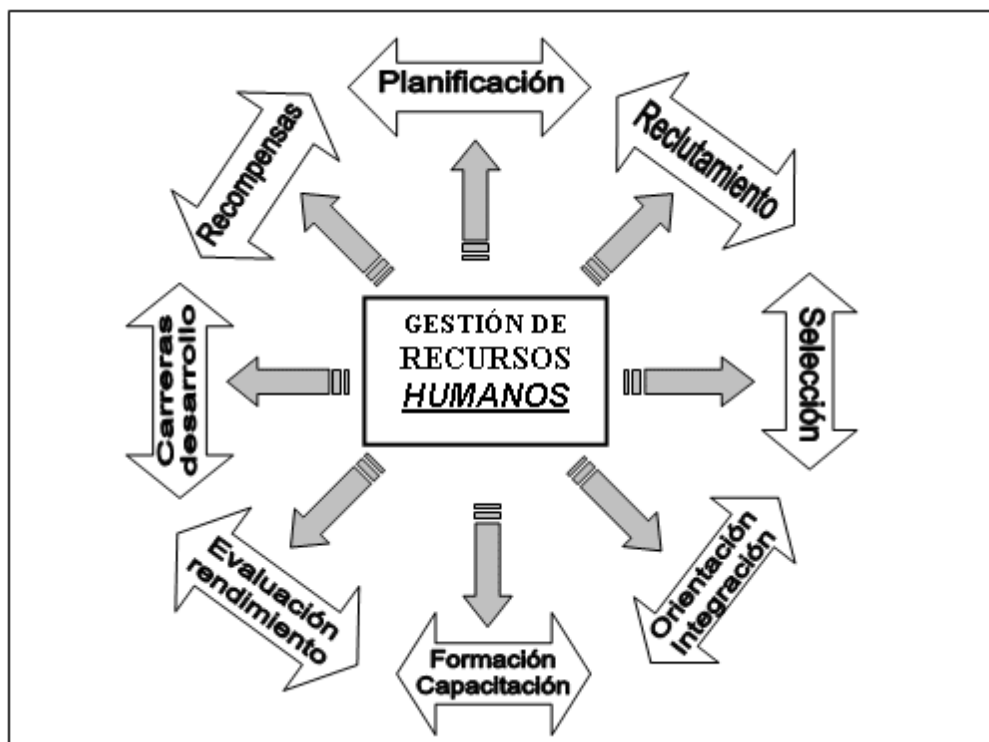 Planificación
Reclutamiento
Selección
Orientación
Integración
Formación
Capacitación
Evaluación
rendimiento
Carreras
desarrollo
Recompensas
GESTIÓN DE
RECURSOS
HUMANOS